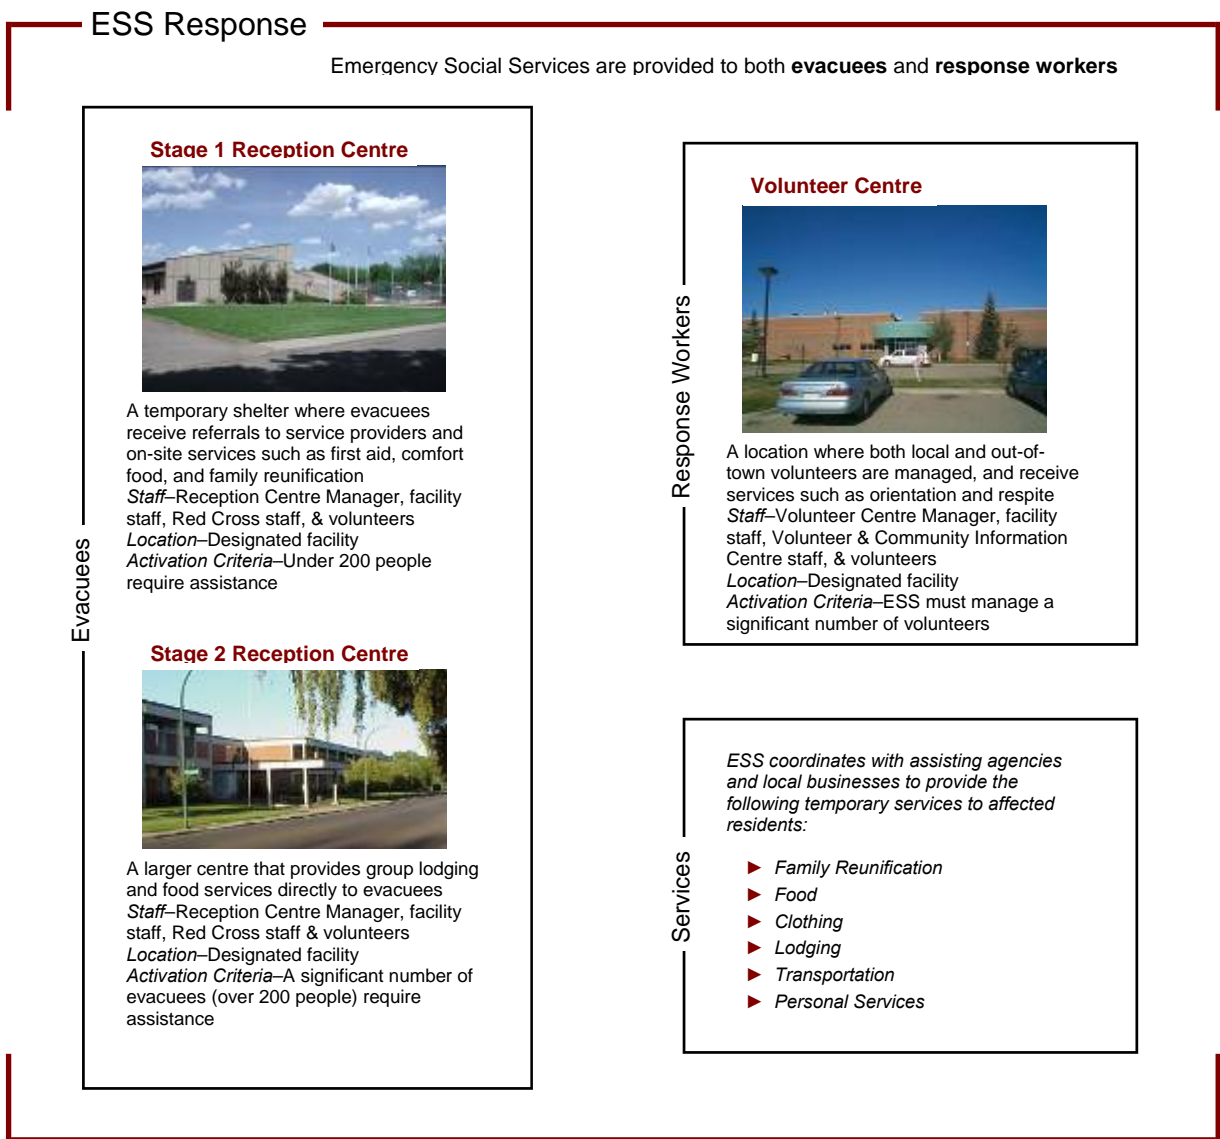 ESS Response
Emergency Social Services are provided to both evacuees and response workers
Evacuees
Stage 1 Reception Centre
A temporary shelter where evacuees
receive referrals to service providers and
on-site services such as first aid, comfort
food, and family reunification
Staff–Reception Centre Manager, facility
staff, Red Cross staff, & volunteers
Location–Designated facility
Activation Criteria–Under 200 people
require assistance
Stage 2 Reception Centre
A larger centre that provides group lodging
and food services directly to evacuees
Staff–Reception Centre Manager, facility
staff, Red Cross staff & volunteers
Location–Designated facility
Activation Criteria–A significant number of
evacuees (over 200 people) require
assistance
Response Workers
Volunteer Centre
A location where both local and out-of-
town volunteers are managed, and receive
services such as orientation and respite
Staff–Volunteer Centre Manager, facility
staff, Volunteer & Community Information
Centre staff, & volunteers
Location–Designated facility
Activation Criteria–ESS must manage a
significant number of volunteers
Services
ESS coordinates with assisting agencies
and local businesses to provide the
following temporary services to affected
residents:
► Family Reunification
► Food
► Clothing
► Lodging
► Transportation
► Personal Services